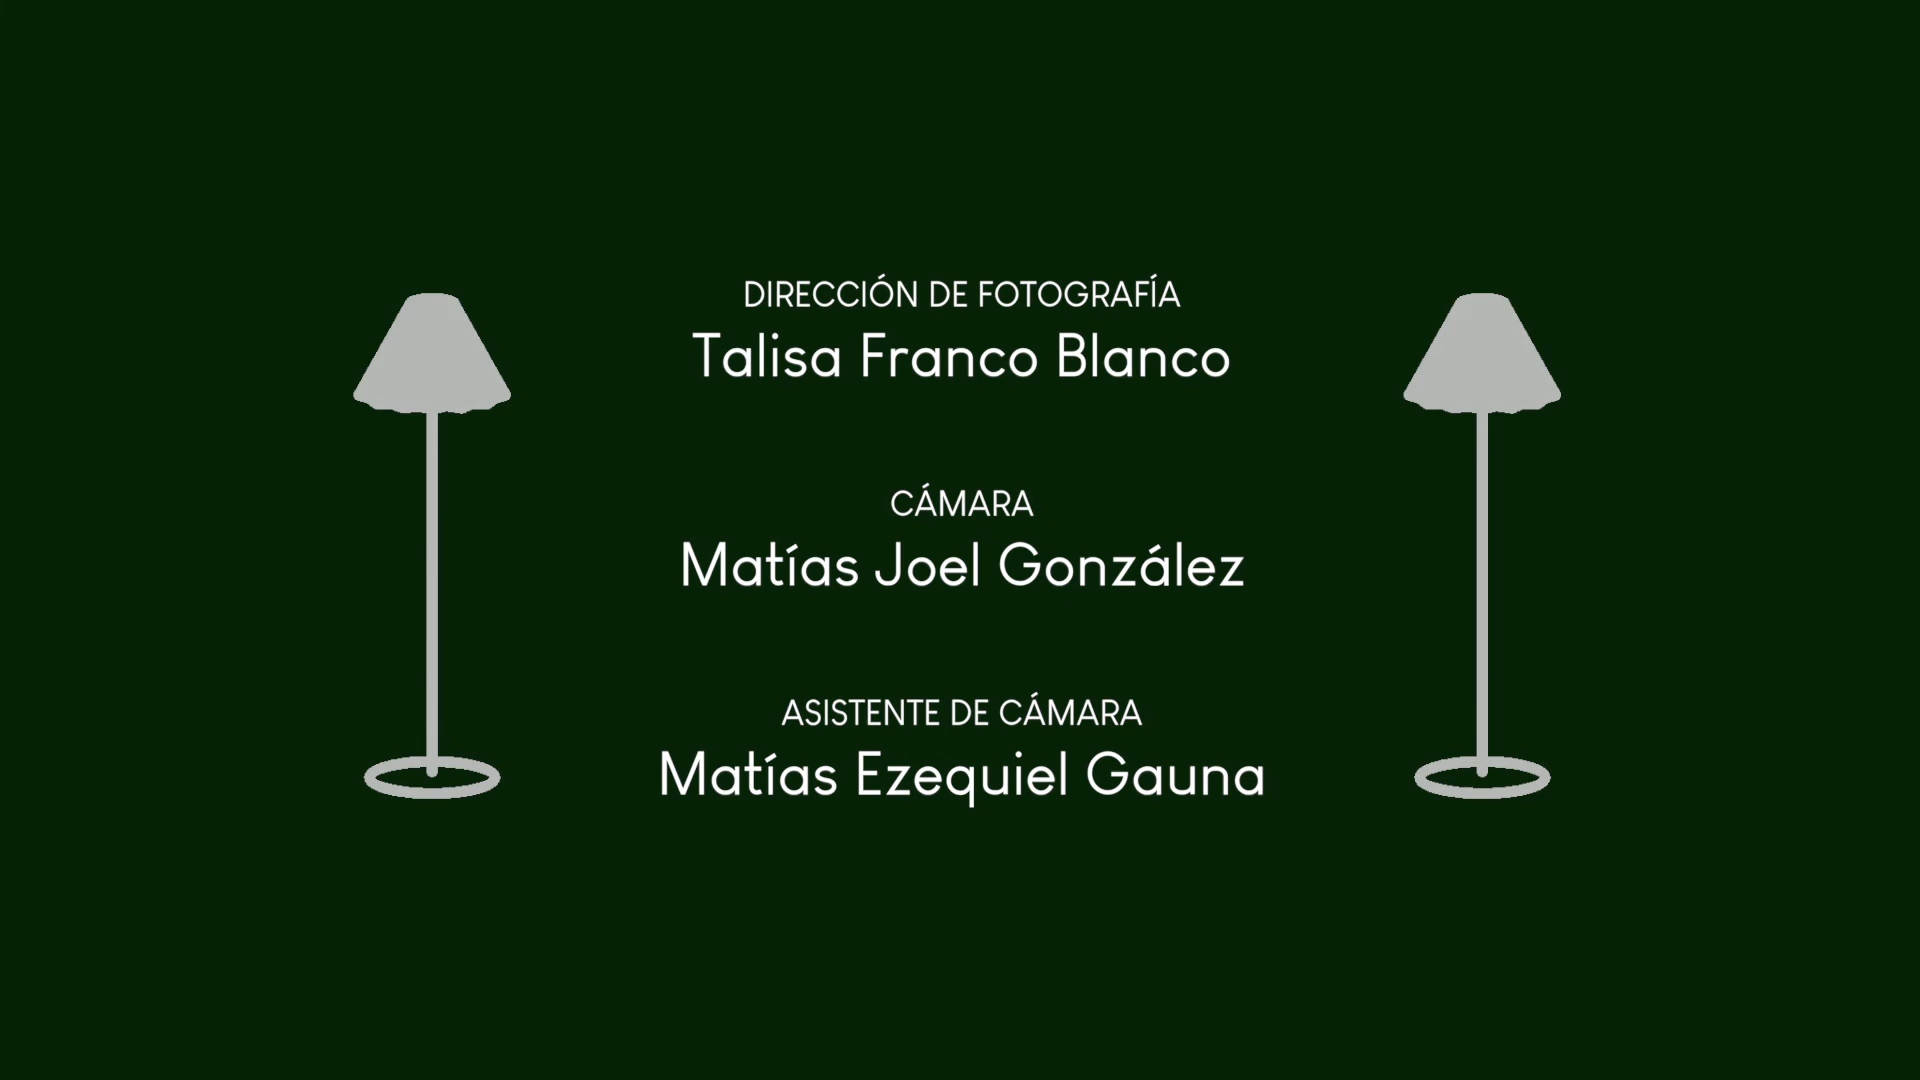 DIRECCIÓN DE FOTOGRAFÍA
Talisa Franco Blanco
CÁMARA
Matías Joel González
ASISTENTE DE CÁMARA
Matías Ezequiel Gauna